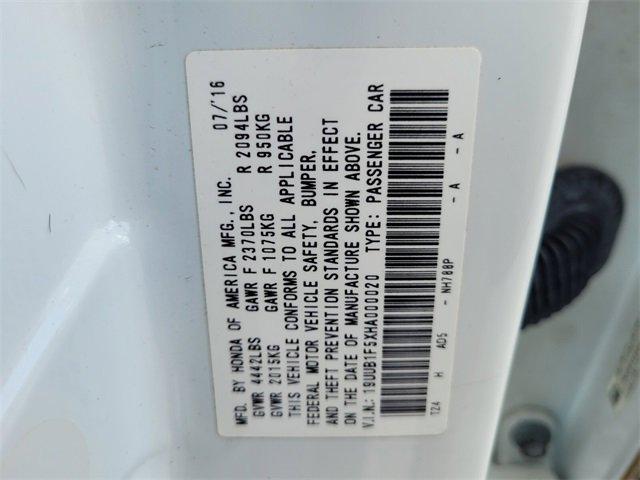 MFD. BY HONDA OF AMERICA MFG., INC. 07/'16
GVWR 4442LBS GAWR F 2370LBS R 2094LBS
GVWR 2015KG GAWR F 1075KG R 950KG
THIS VEHICLE CONFORMS TO ALL APPLICABLE
FEDERAL MOTOR VEHICLE SAFETY, BUMPER,
AND THEFT PREVENTION STANDARDS IN EFFECT
ON THE DATE OF MANUFACTURE SHOWN ABOVE.
V.I.N.: 19UUB1F5XHA000020 TYPE: PASSENGER CAR
T24 H AD5 - NH788P - A - A